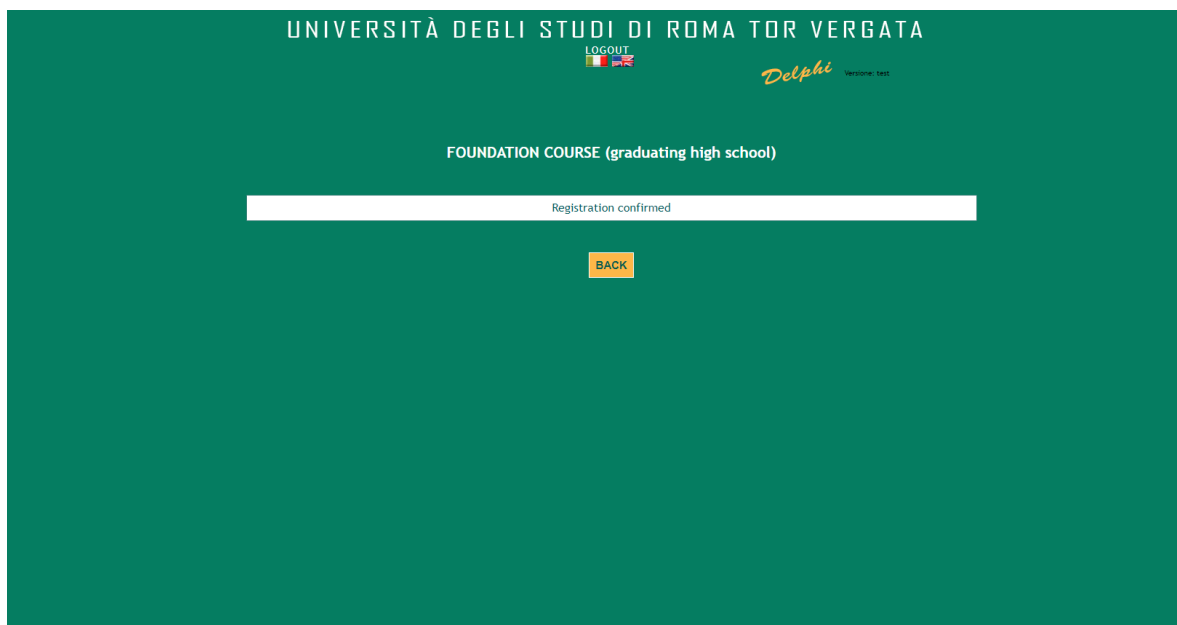 UNIVERSITÀ DEGLI STUDI DI ROMA TOR VERGATA
LOGOUT
Delphi Versione: test
FOUNDATION COURSE (graduating high school)
Registration confirmed
BACK